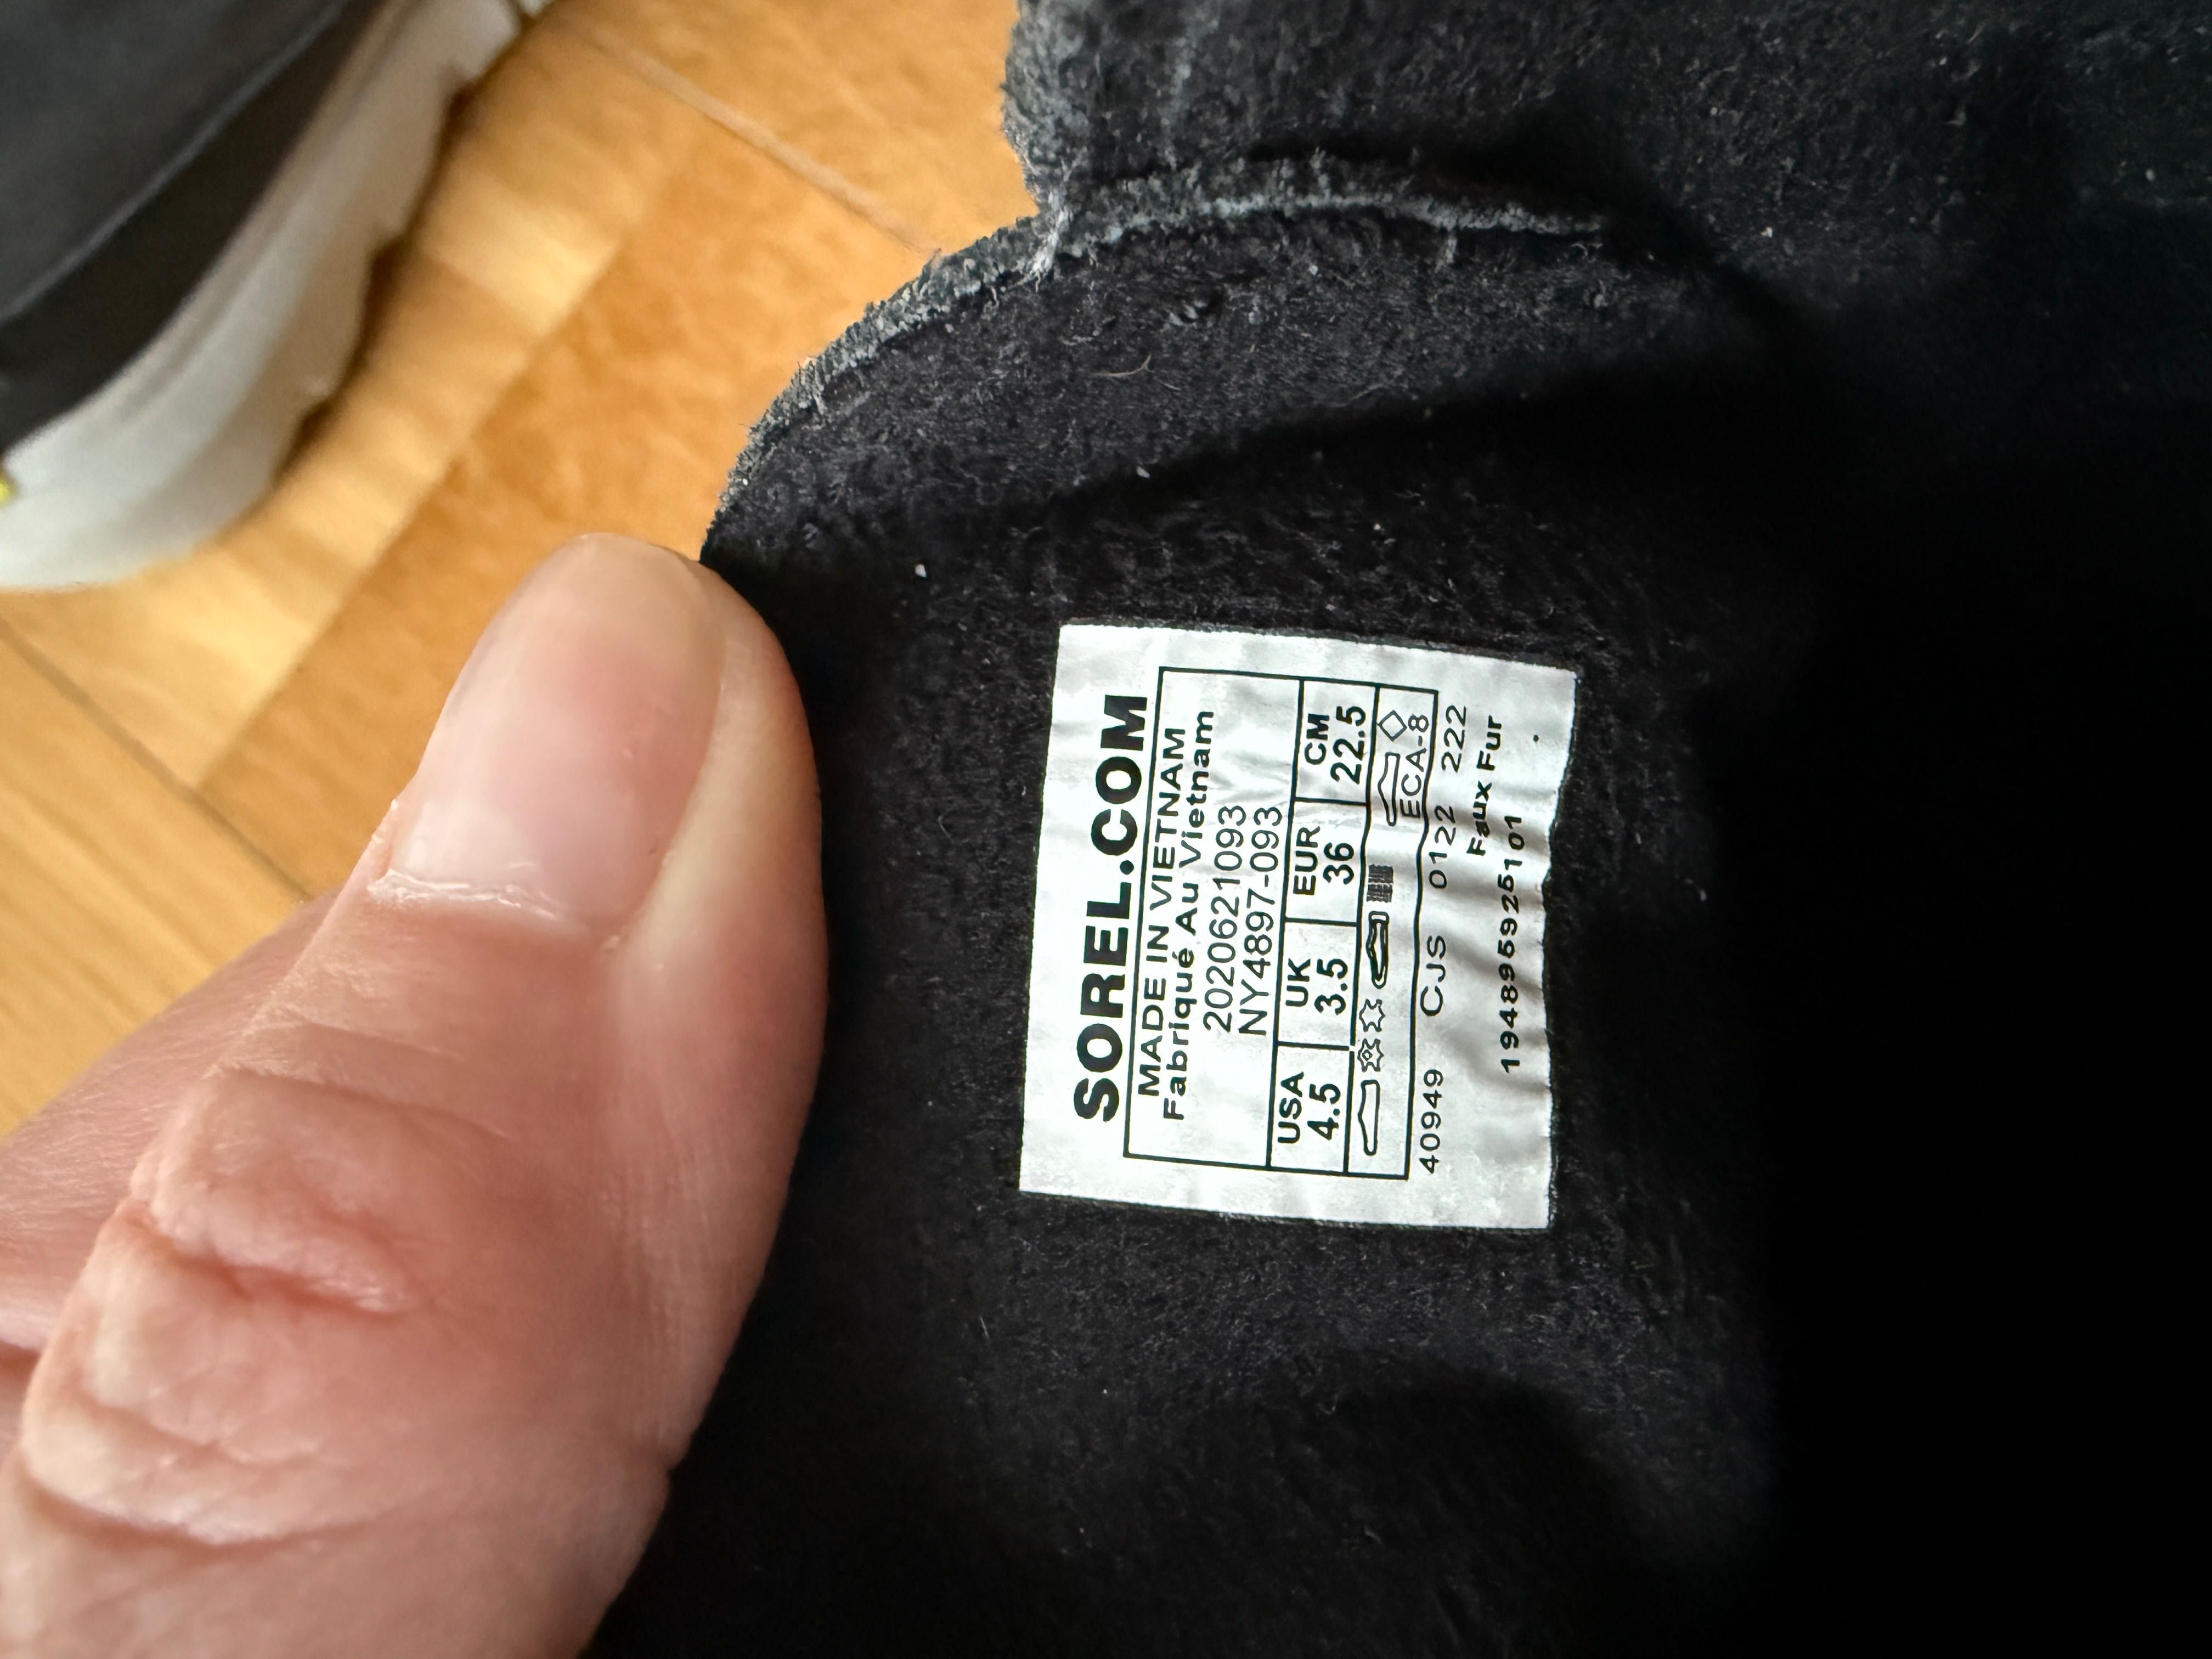 SOREL.COM
MADE IN VIETNAM
Fabriqué Au Vietnam
2020621093
NY4897-093
USA UK EUR CM
4.5 3.5 36 22.5
ECA-8
40949 CJS 0122 222
Faux Fur
194895925101